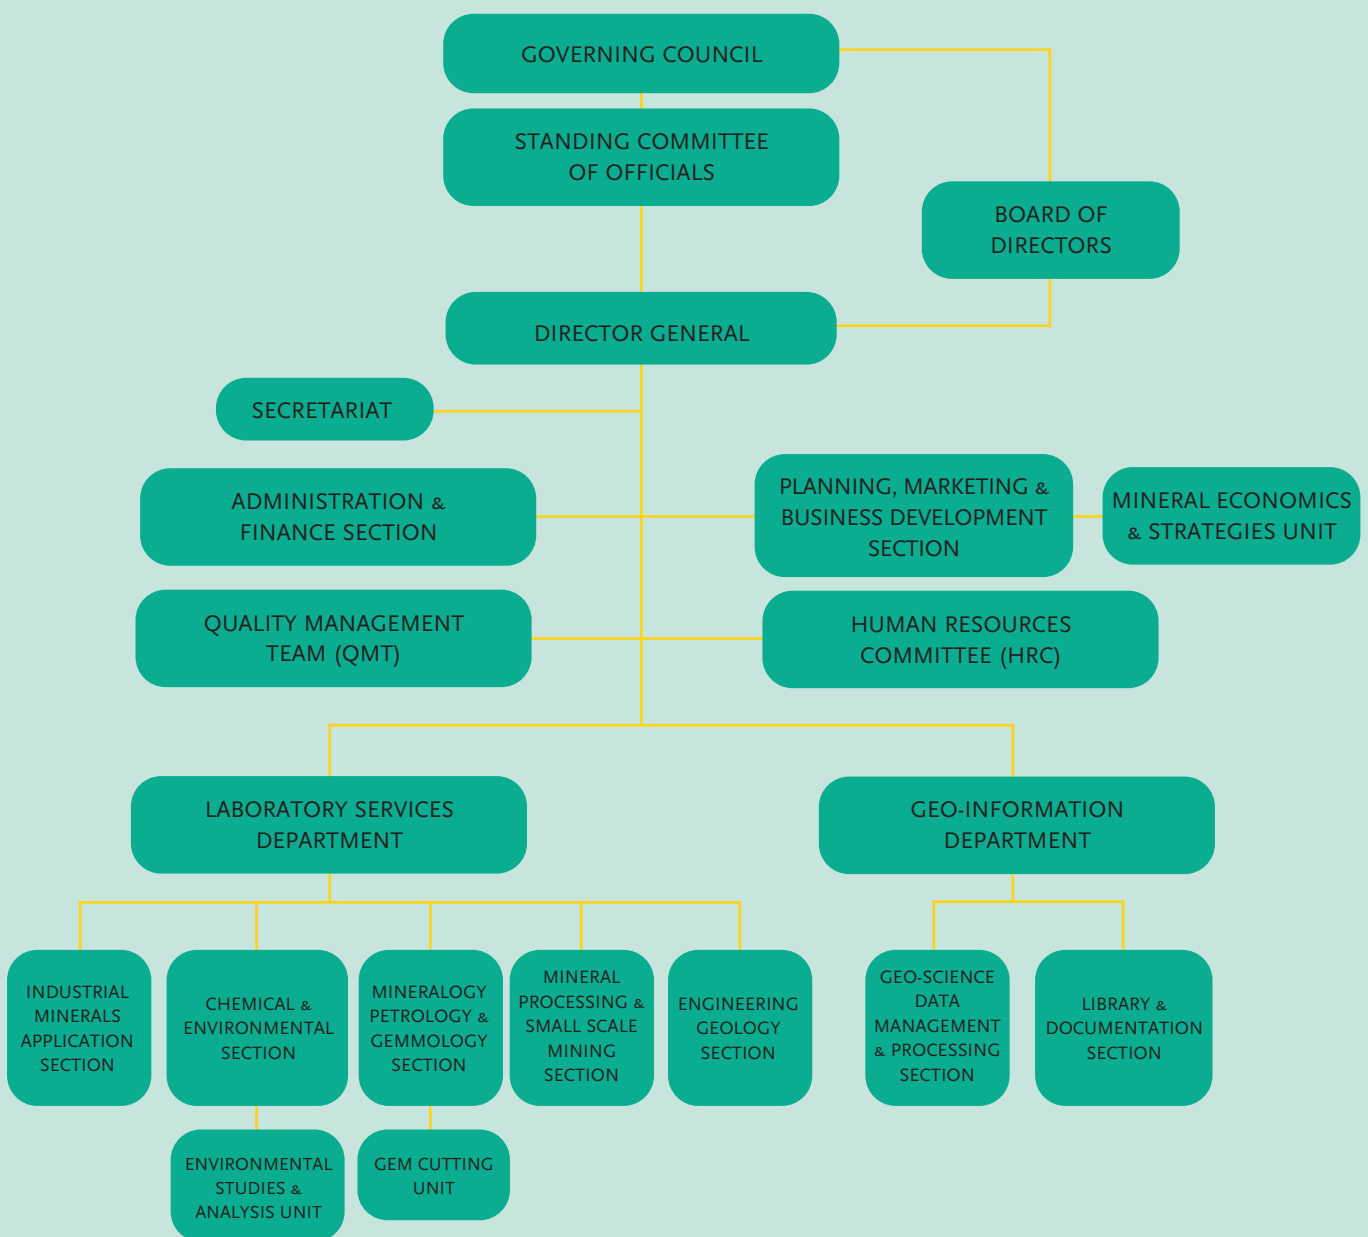 GOVERNING COUNCIL
STANDING COMMITTEE
OF OFFICIALS
BOARD OF
DIRECTORS
DIRECTOR GENERAL
SECRETARIAT
ADMINISTRATION &
FINANCE SECTION
PLANNING, MARKETING &
BUSINESS DEVELOPMENT
SECTION
MINERAL ECONOMICS
& STRATEGIES UNIT
QUALITY MANAGEMENT
TEAM (QMT)
HUMAN RESOURCES
COMMITTEE (HRC)
LABORATORY SERVICES
DEPARTMENT
GEO-INFORMATION
DEPARTMENT
INDUSTRIAL
MINERALS
APPLICATION
SECTION
CHEMICAL &
ENVIRONMENTAL
SECTION
MINERALOGY
PETROLOGY &
GEMMOLOGY
SECTION
MINERAL
PROCESSING &
SMALL SCALE
MINING
SECTION
ENGINEERING
GEOLOGY
SECTION
GEO-SCIENCE
DATA
MANAGEMENT
& PROCESSING
SECTION
LIBRARY &
DOCUMENTATION
SECTION
ENVIRONMENTAL
STUDIES &
ANALYSIS UNIT
GEM CUTTING
UNIT